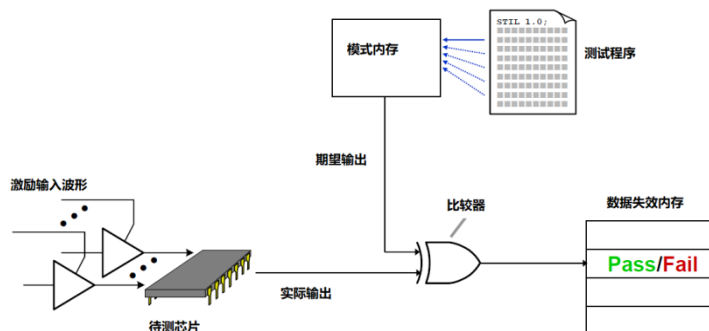 STIL 1.0;
模式内存
测试程序
期望输出
激励输入波形
比较器
数据失效内存
Pass/Fail
实际输出
待测芯片